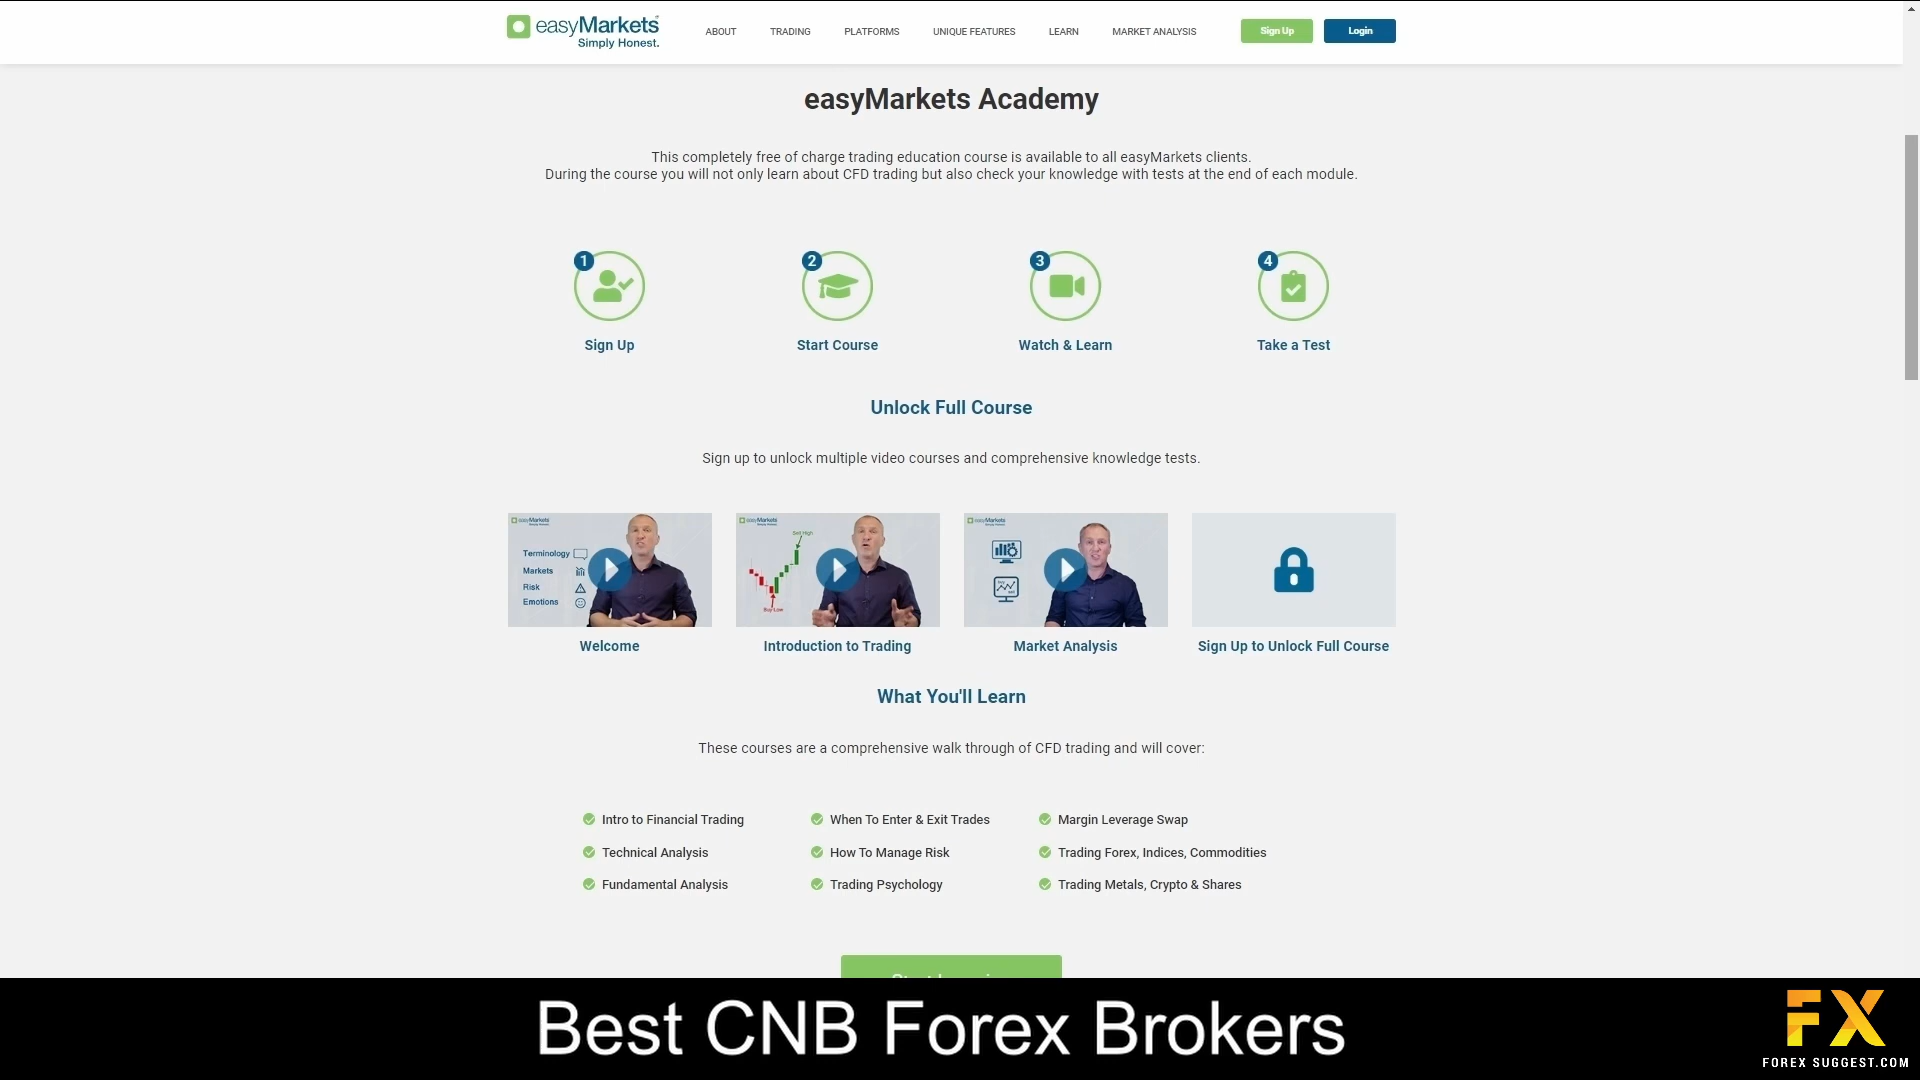 easyMarkets
Simply Honest.
ABOUT
TRADING
PLATFORMS
UNIQUE FEATURES
LEARN
MARKET ANALYSIS
Sign Up
Login
easyMarkets Academy
This completely free of charge trading education course is available to all easyMarkets clients.
During the course you will not only learn about CFD trading but also check your knowledge with tests at the end of each module.
1
2
3
4
Sign Up
Start Course
Watch & Learn
Take a Test
Unlock Full Course
Sign up to unlock multiple video courses and comprehensive knowledge tests.
easyMarkets
Terminology
Markets
Risk
Emotions
easyMarkets
Sell High
Buy Low
easyMarkets
Welcome
Introduction to Trading
Market Analysis
Sign Up to Unlock Full Course
What You'll Learn
These courses are a comprehensive walk through of CFD trading and will cover:
Intro to Financial Trading
When To Enter & Exit Trades
Margin Leverage Swap
Technical Analysis
How To Manage Risk
Trading Forex, Indices, Commodities
Fundamental Analysis
Trading Psychology
Trading Metals, Crypto & Shares
Best CNB Forex Brokers
FX
FOREX SUGGEST.COM